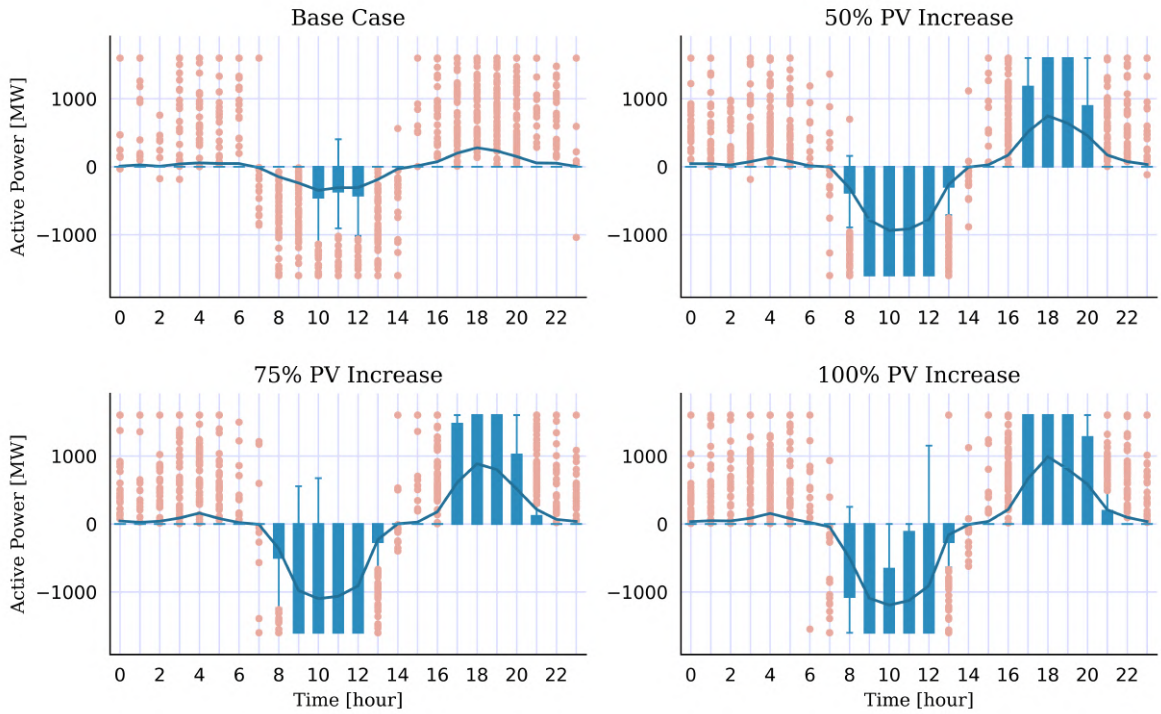 Base Case
50% PV Increase
Active Power [MW]
1000
0
−1000
0 2 4 6 8 10 12 14 16 18 20 22
1000
0
−1000
0 2 4 6 8 10 12 14 16 18 20 22
75% PV Increase
100% PV Increase
Active Power [MW]
1000
0
−1000
0 2 4 6 8 10 12 14 16 18 20 22
Time [hour]
1000
0
−1000
0 2 4 6 8 10 12 14 16 18 20 22
Time [hour]